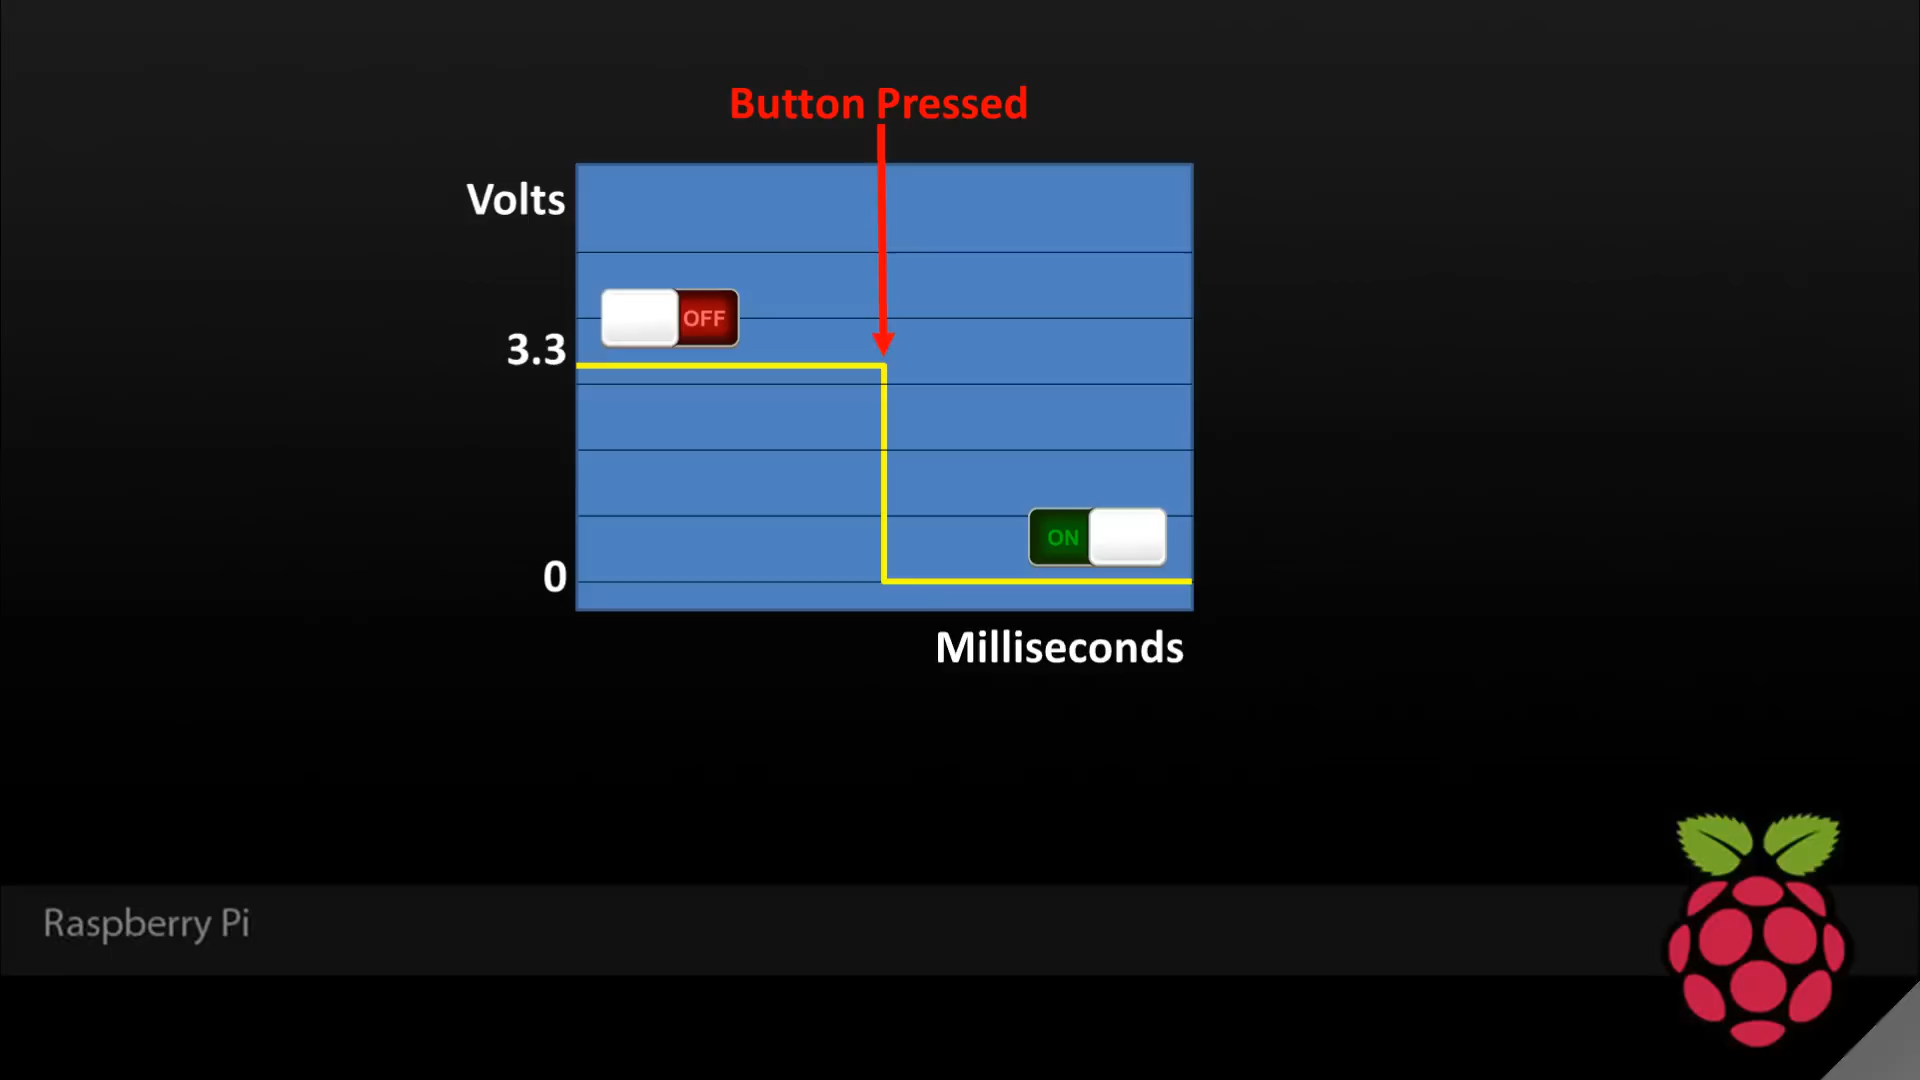 Button Pressed
Volts
OFF
3.3
ON
0
Milliseconds
Raspberry Pi